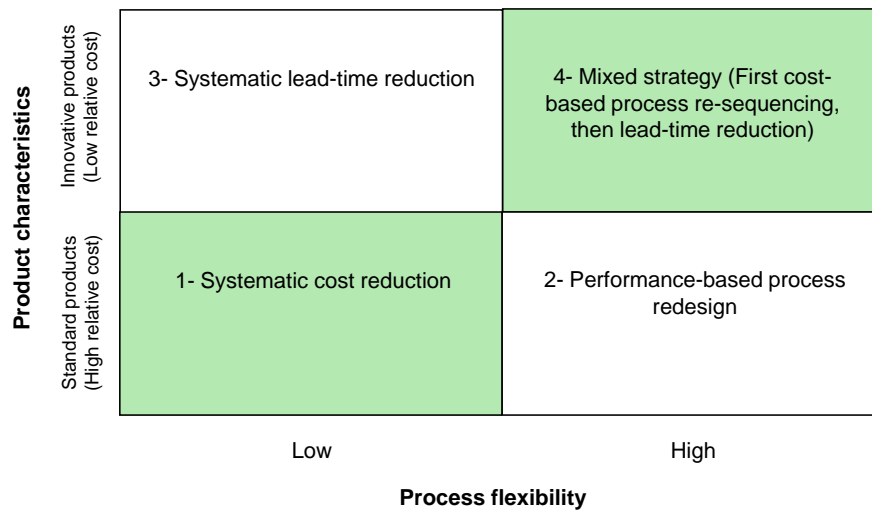 Product characteristics
Innovative products
(Low relative cost)
3- Systematic lead-time reduction
4- Mixed strategy (First cost-
based process re-sequencing,
then lead-time reduction)
Standard products
(High relative cost)
1- Systematic cost reduction
2- Performance-based process
redesign
Low
High
Process flexibility